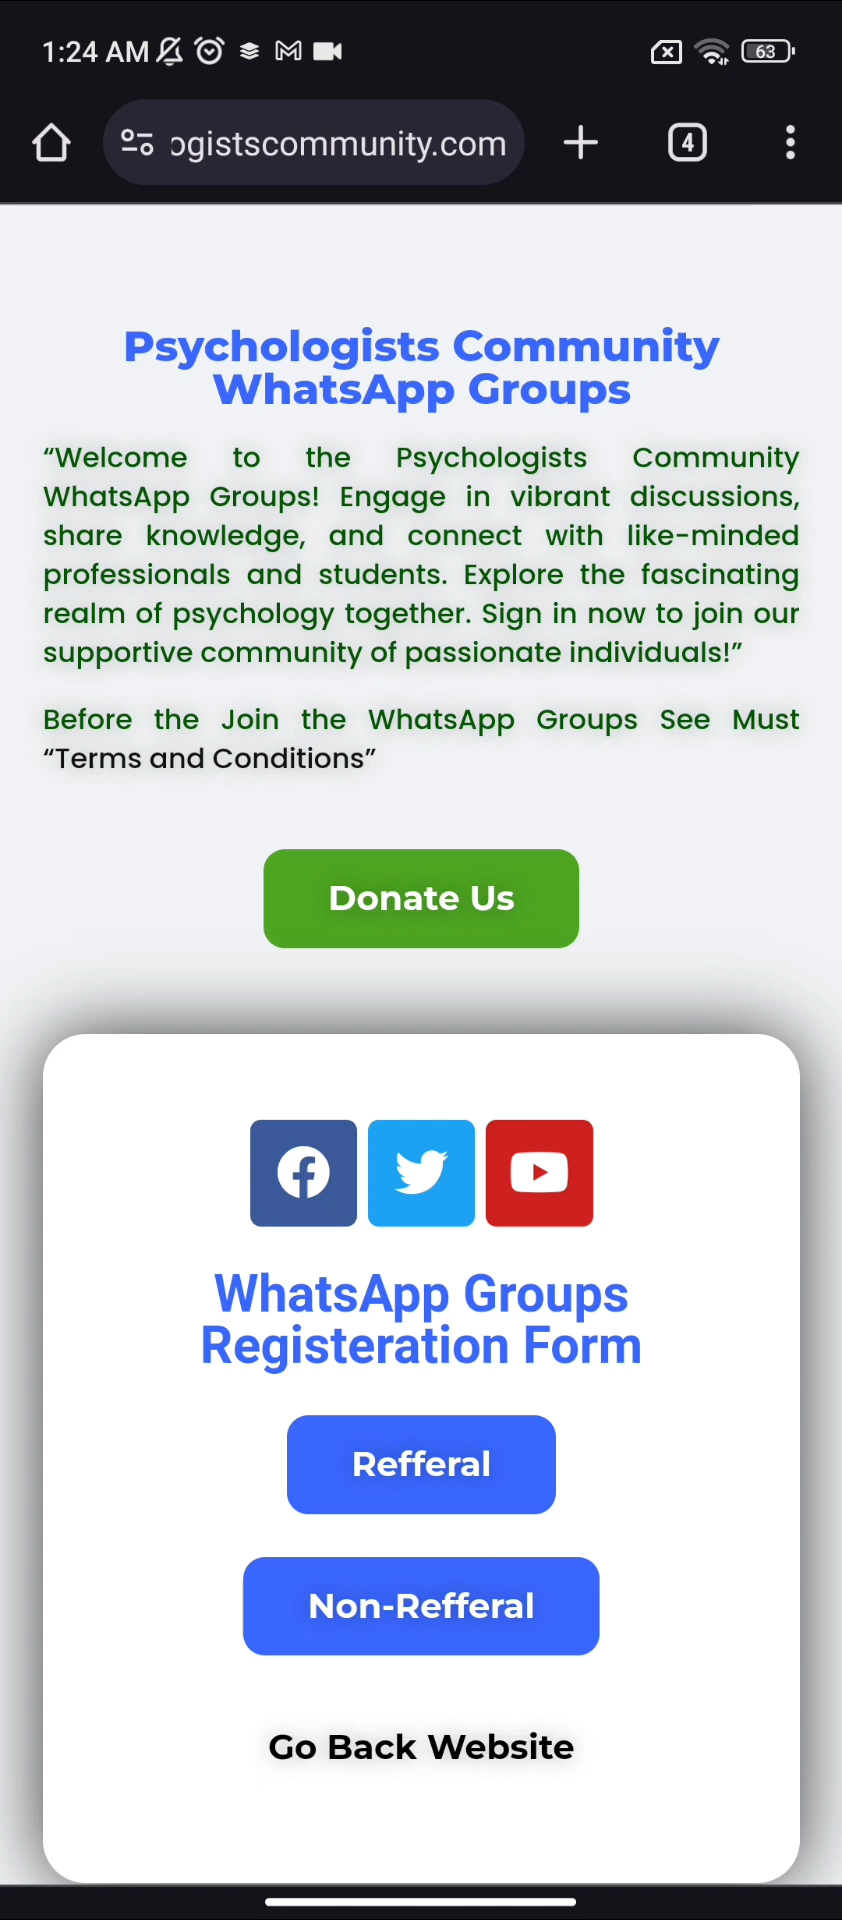 1:24 AM
63
ogistscommunity.com
4
Psychologists Community
WhatsApp Groups
“Welcome to the Psychologists Community
WhatsApp Groups! Engage in vibrant discussions,
share knowledge, and connect with like-minded
professionals and students. Explore the fascinating
realm of psychology together. Sign in now to join our
supportive community of passionate individuals!”
Before the Join the WhatsApp Groups See Must
“Terms and Conditions”
Donate Us
WhatsApp Groups
Registeration Form
Refferal
Non-Refferal
Go Back Website